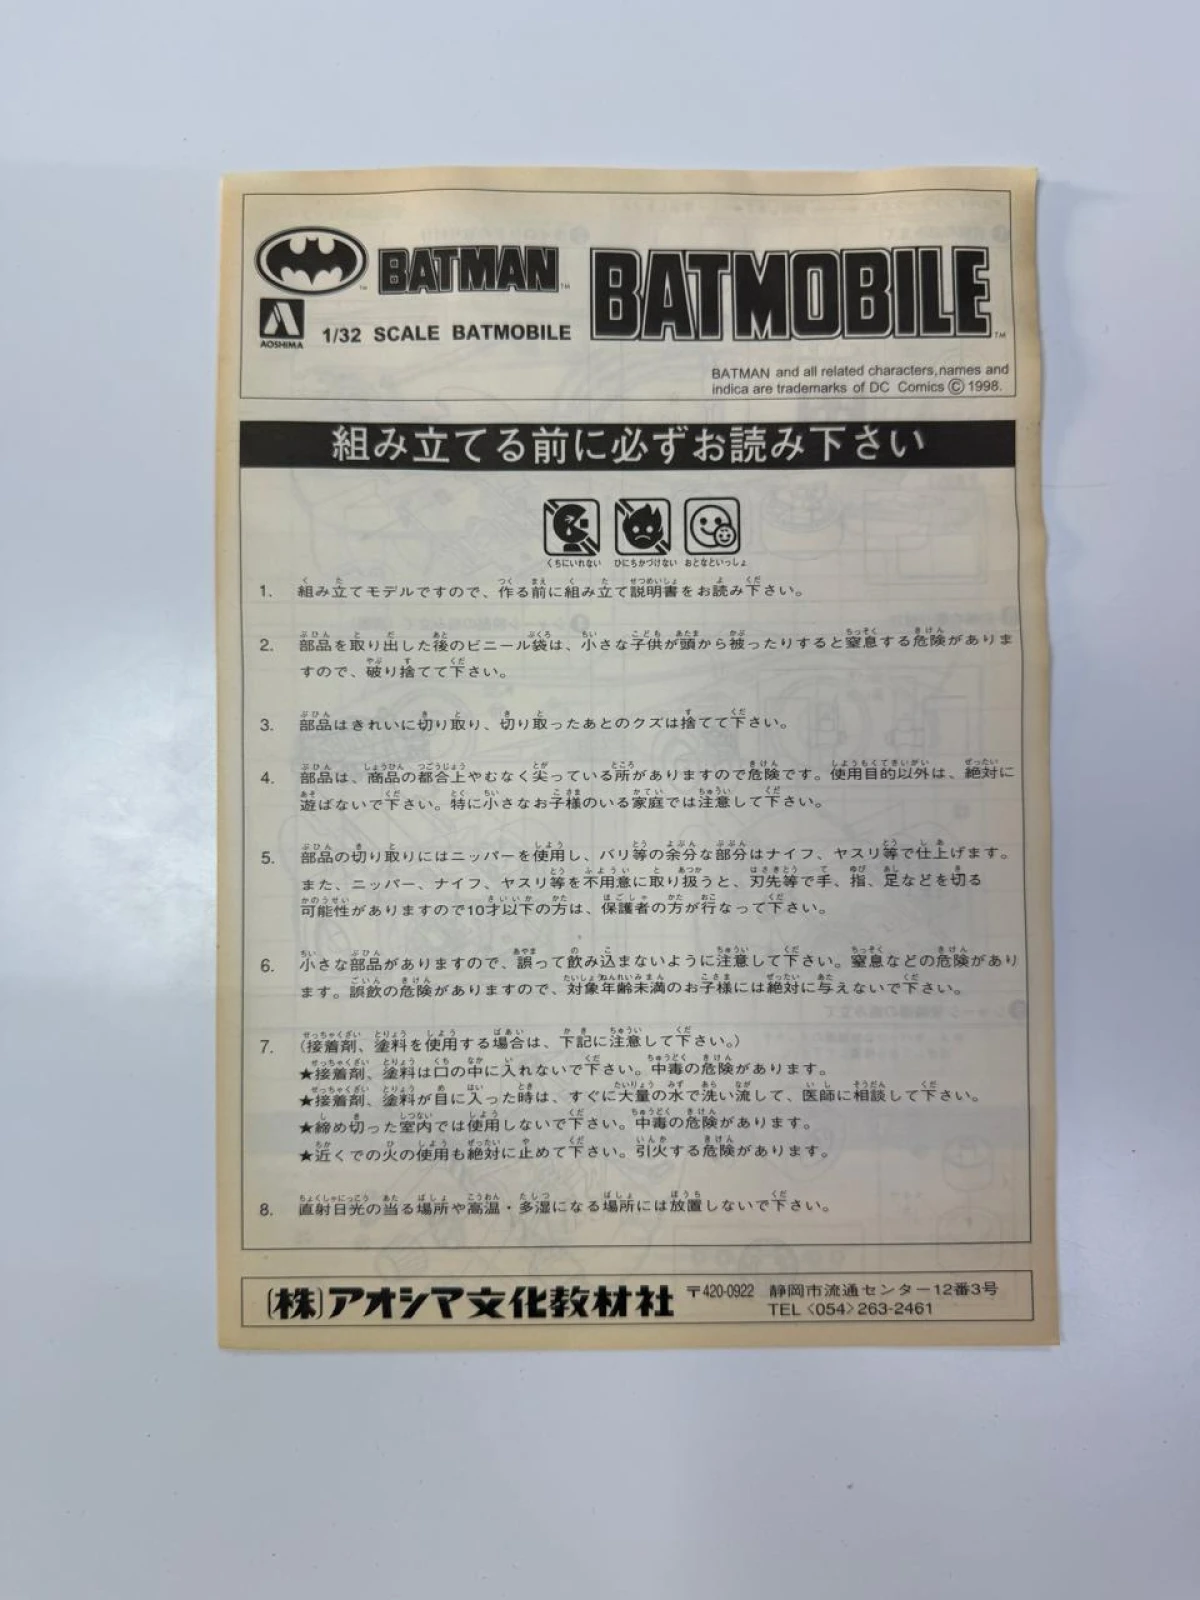 BATMAN™ BATMOBILE™
AOSHIMA
1/32 SCALE BATMOBILE
BATMAN and all related characters,names and
indica are trademarks of DC Comics Ⓒ 1998.
組み立てる前に必ずお読み下さい
くちにいれない ひにちかづけない おとなといっしょ
1. 組み立てモデルですので、作る前に組み立て説明書をお読み下さい。
2. 部品を取り出した後のビニール袋は、小さな子供が頭から被ったりすると窒息する危険がありま
すので、破り捨てて下さい。
3. 部品はきれいに切り取り、切り取ったあとのクズは捨てて下さい。
4. 部品は、商品の都合上やむなく尖っている所がありますので危険です。使用目的以外は、絶対に
遊ばないで下さい。特に小さなお子様のいる家庭では注意して下さい。
5. 部品の切り取りにはニッパーを使用し、バリ等の余分な部分はナイフ、ヤスリ等で仕上げます。
また、ニッパー、ナイフ、ヤスリ等を不用意に取り扱うと、刃先等で手、指、足などを切る
可能性がありますので10才以下の方は、保護者の方が行なって下さい。
6. 小さな部品がありますので、誤って飲み込まないように注意して下さい。窒息などの危険があり
ます。誤飲の危険がありますので、対象年齢未満のお子様には絶対に与えないで下さい。
7. (接着剤、塗料を使用する場合は、下記に注意して下さい。)
★接着剤、塗料は口の中に入れないで下さい。中毒の危険があります。
★接着剤、塗料が目に入った時は、すぐに大量の水で洗い流して、医師に相談して下さい。
★締め切った室内では使用しないで下さい。中毒の危険があります。
★近くでの火の使用も絶対に止めて下さい。引火する危険があります。
8. 直射日光の当る場所や高温・多湿になる場所には放置しないで下さい。
(株)アオシマ文化教材社 〒420-0922 静岡市流通センター12番3号
TEL〈054〉263-2461